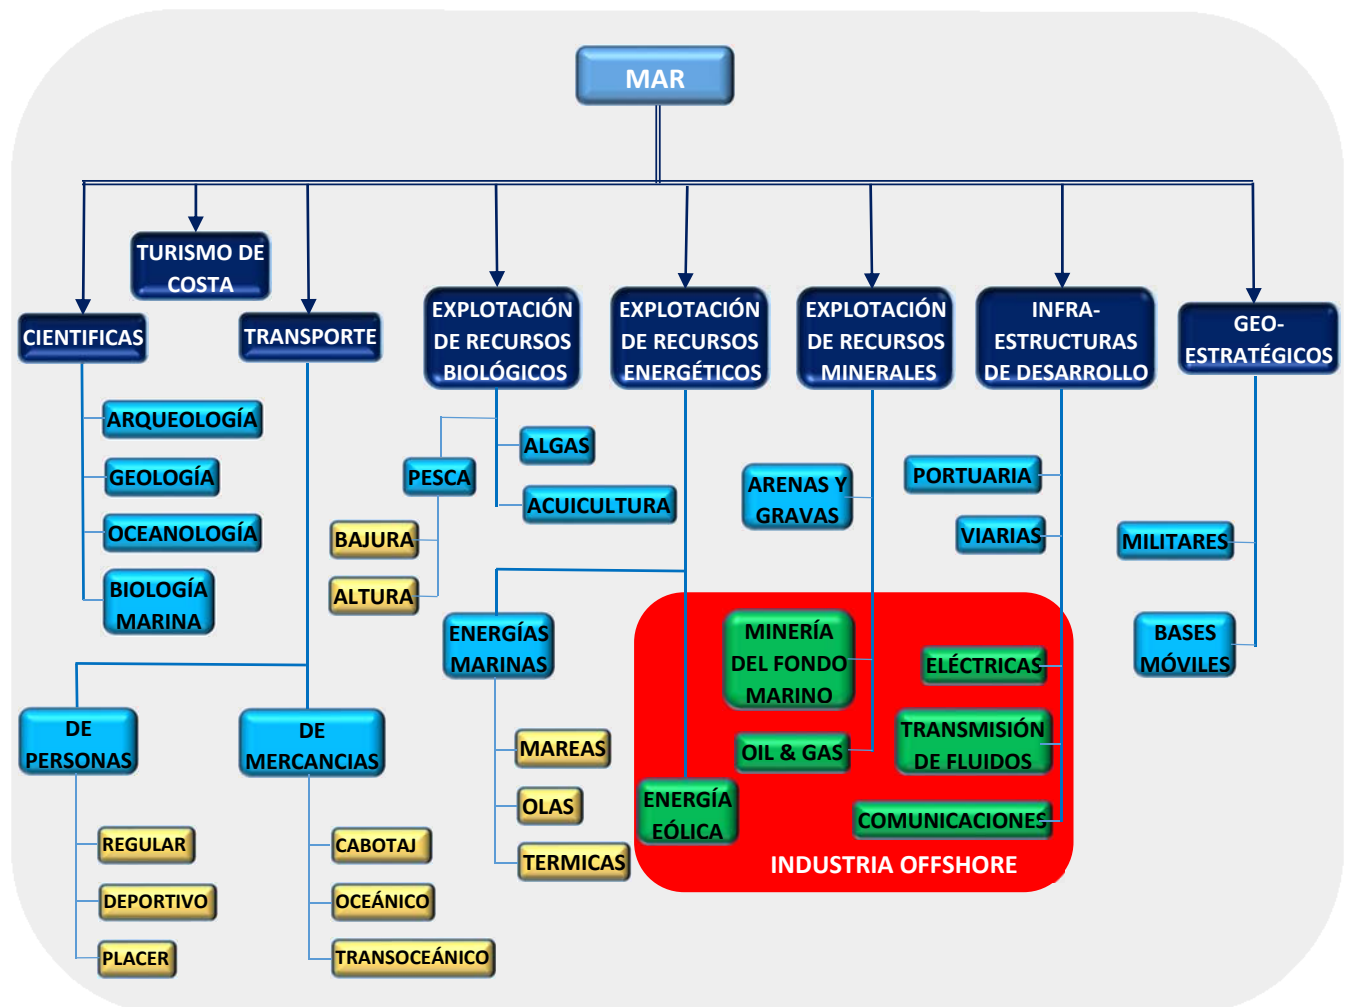 MAR
TURISMO DE
COSTA
CIENTIFICAS
TRANSPORTE
EXPLOTACIÓN
DE RECURSOS
BIOLÓGICOS
EXPLOTACIÓN
DE RECURSOS
ENERGÉTICOS
EXPLOTACIÓN
DE RECURSOS
MINERALES
INFRA-
ESTRUCTURAS
DE DESARROLLO
GEO-
ESTRATÉGICOS
ARQUEOLOGÍA
GEOLOGÍA
OCEANOLOGÍA
BIOLOGÍA
MARINA
DE
PERSONAS
REGULAR
DEPORTIVO
PLACER
DE
MERCANCIAS
CABOTAJ
OCEÁNICO
TRANSOCEÁNICO
PESCA
BAJURA
ALTURA
ALGAS
ACUICULTURA
ENERGÍAS
MARINAS
MAREAS
OLAS
TERMICAS
ENERGÍA
EÓLICA
ARENAS Y
GRAVAS
MINERÍA
DEL FONDO
MARINO
OIL & GAS
PORTUARIA
VIARIAS
ELÉCTRICAS
TRANSMISIÓN
DE FLUIDOS
COMUNICACIONES
MILITARES
BASES
MÓVILES
INDUSTRIA OFFSHORE